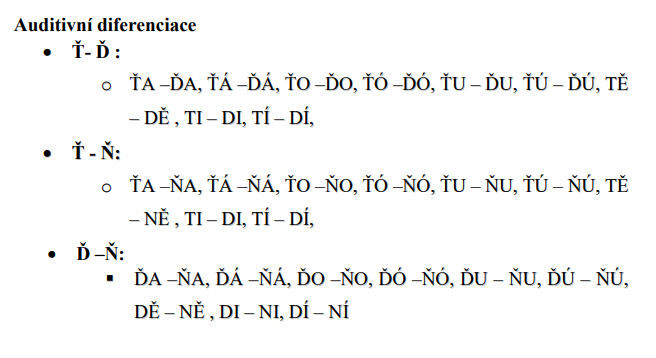 Auditivní diferenciace
• Ť- Ď :
o ŤA –ĎA, ŤÁ –ĎÁ, ŤO –ĎO, ŤÓ –ĎÓ, ŤU – ĎU, ŤÚ – ĎÚ, TĚ
– DĚ , TI – DI, TÍ – DÍ,
• Ť - Ň:
o ŤA –ŇA, ŤÁ –ŇÁ, ŤO –ŇO, ŤÓ –ŇÓ, ŤU – ŇU, ŤÚ – ŇÚ, TĚ
– NĚ , TI – DI, TÍ – DÍ,
• Ď –Ň:
▪ ĎA –ŇA, ĎÁ –ŇÁ, ĎO –ŇO, ĎÓ –ŇÓ, ĎU – ŇU, ĎÚ – ŇÚ,
DĚ – NĚ , DI – NI, DÍ – NÍ